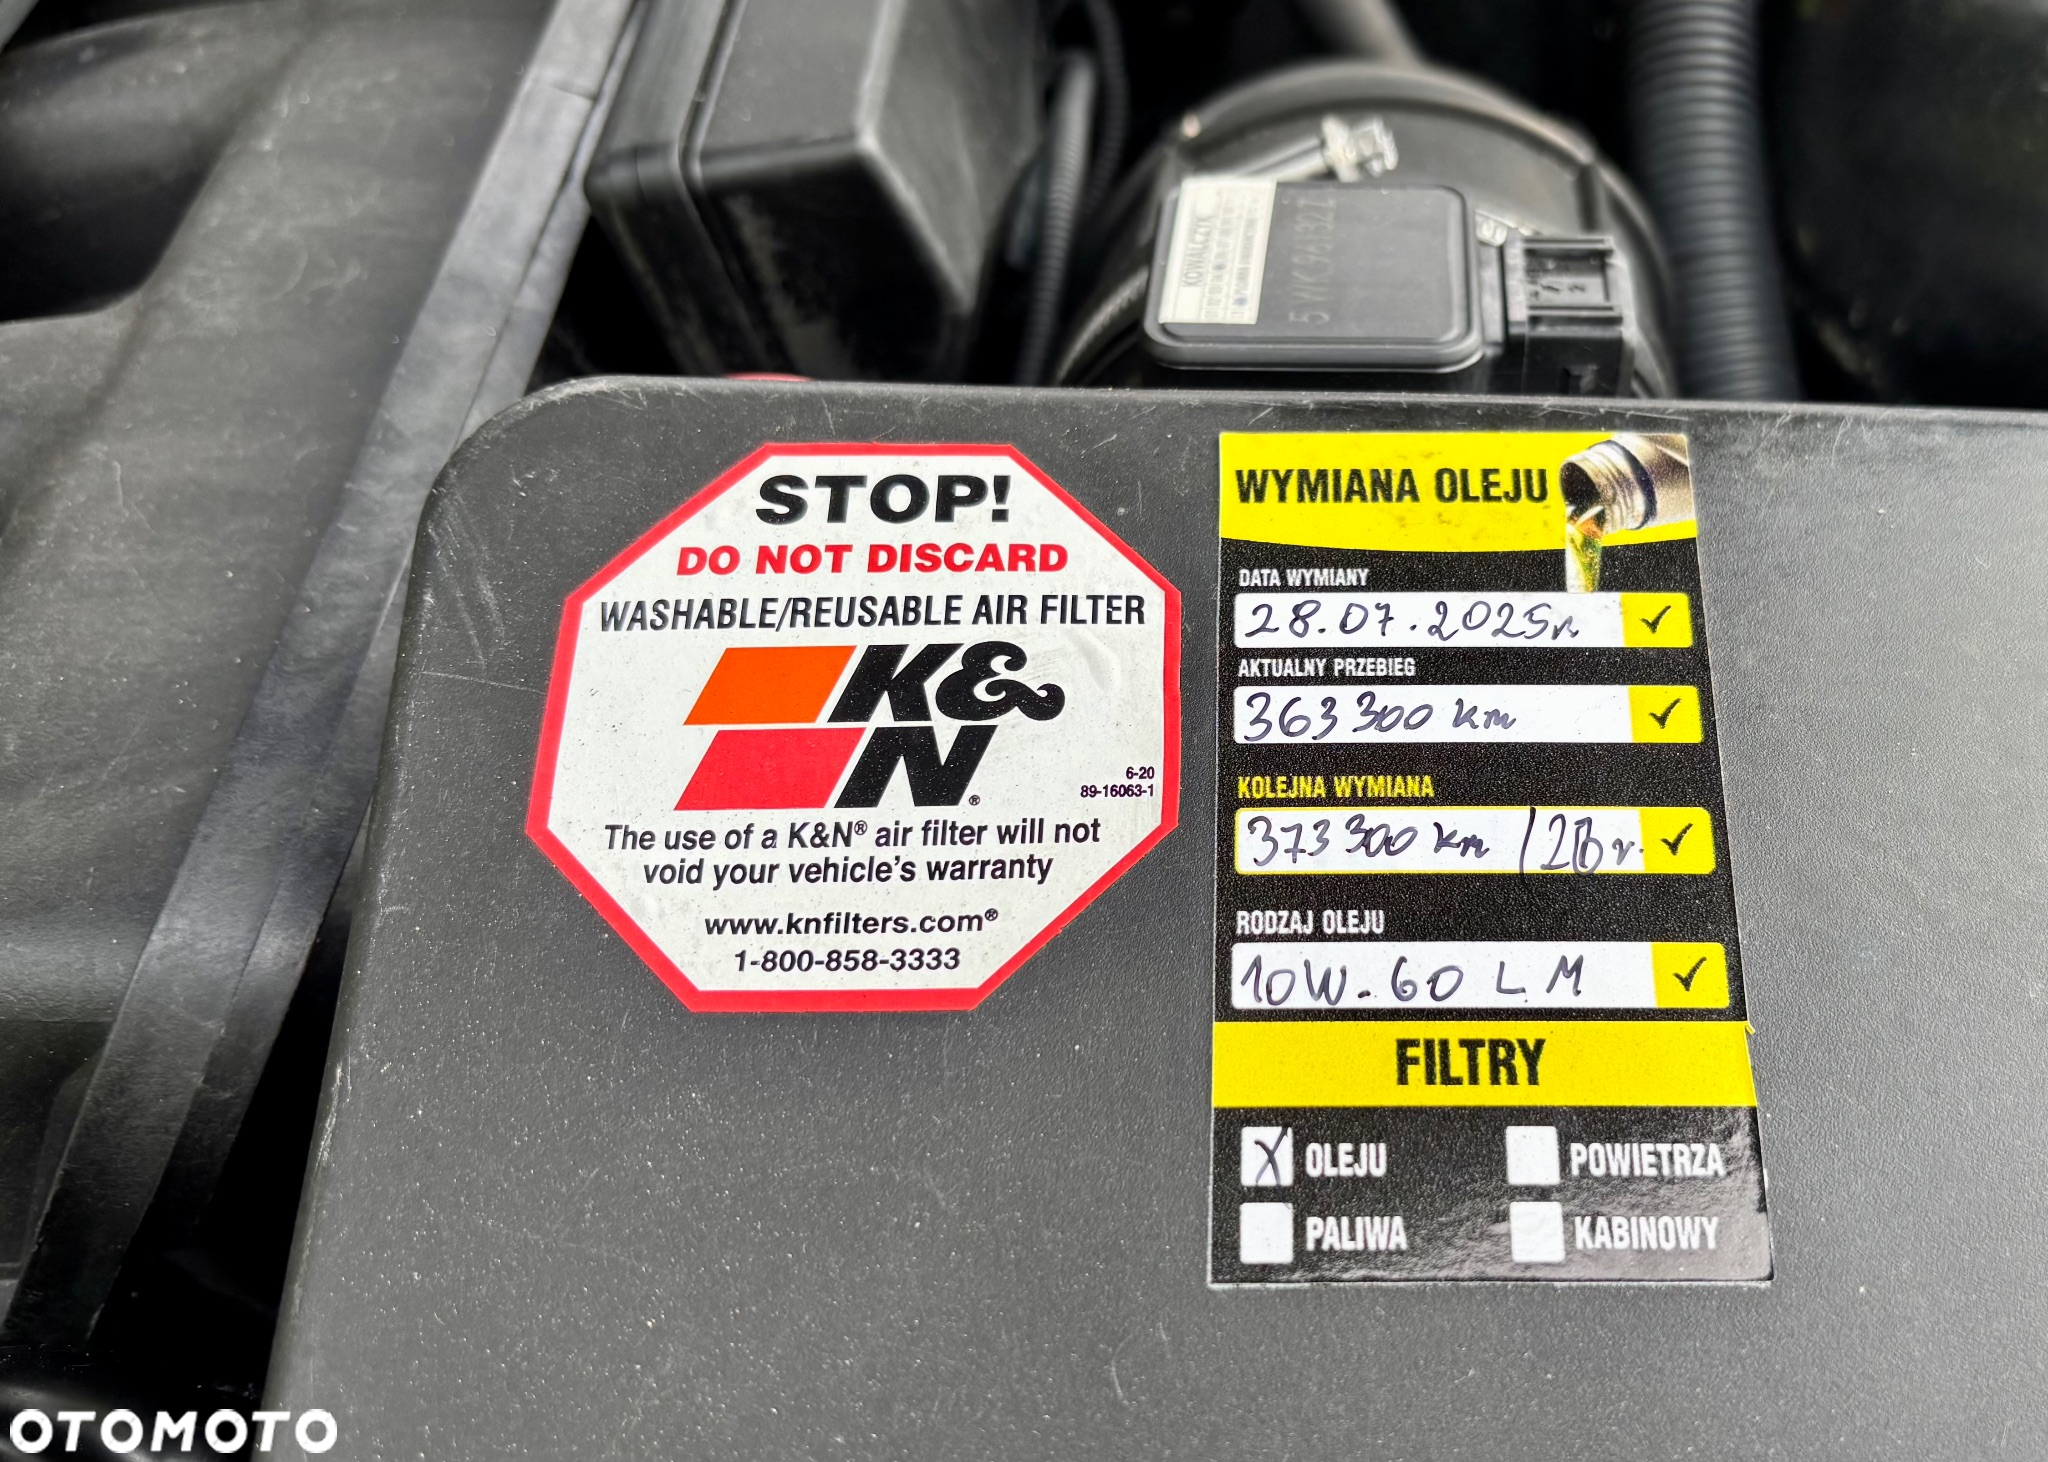 KOWALCZYK
5WK96132Z
STOP!
DO NOT DISCARD
WASHABLE/REUSABLE AIR FILTER
K&N®
6-20
89-16063-1
The use of a K&N® air filter will not
void your vehicle's warranty
www.knfilters.com®
1-800-858-3333
WYMIANA OLEJU
DATA WYMIANY
28.07.2025r
AKTUALNY PRZEBIEG
363 300 km
KOLEJNA WYMIANA
373 300 km
RODZAJ OLEJU
10W-60 L M
FILTRY
X OLEJU
POWIETRZA
PALIWA
KABINOWY
OTOMOTO